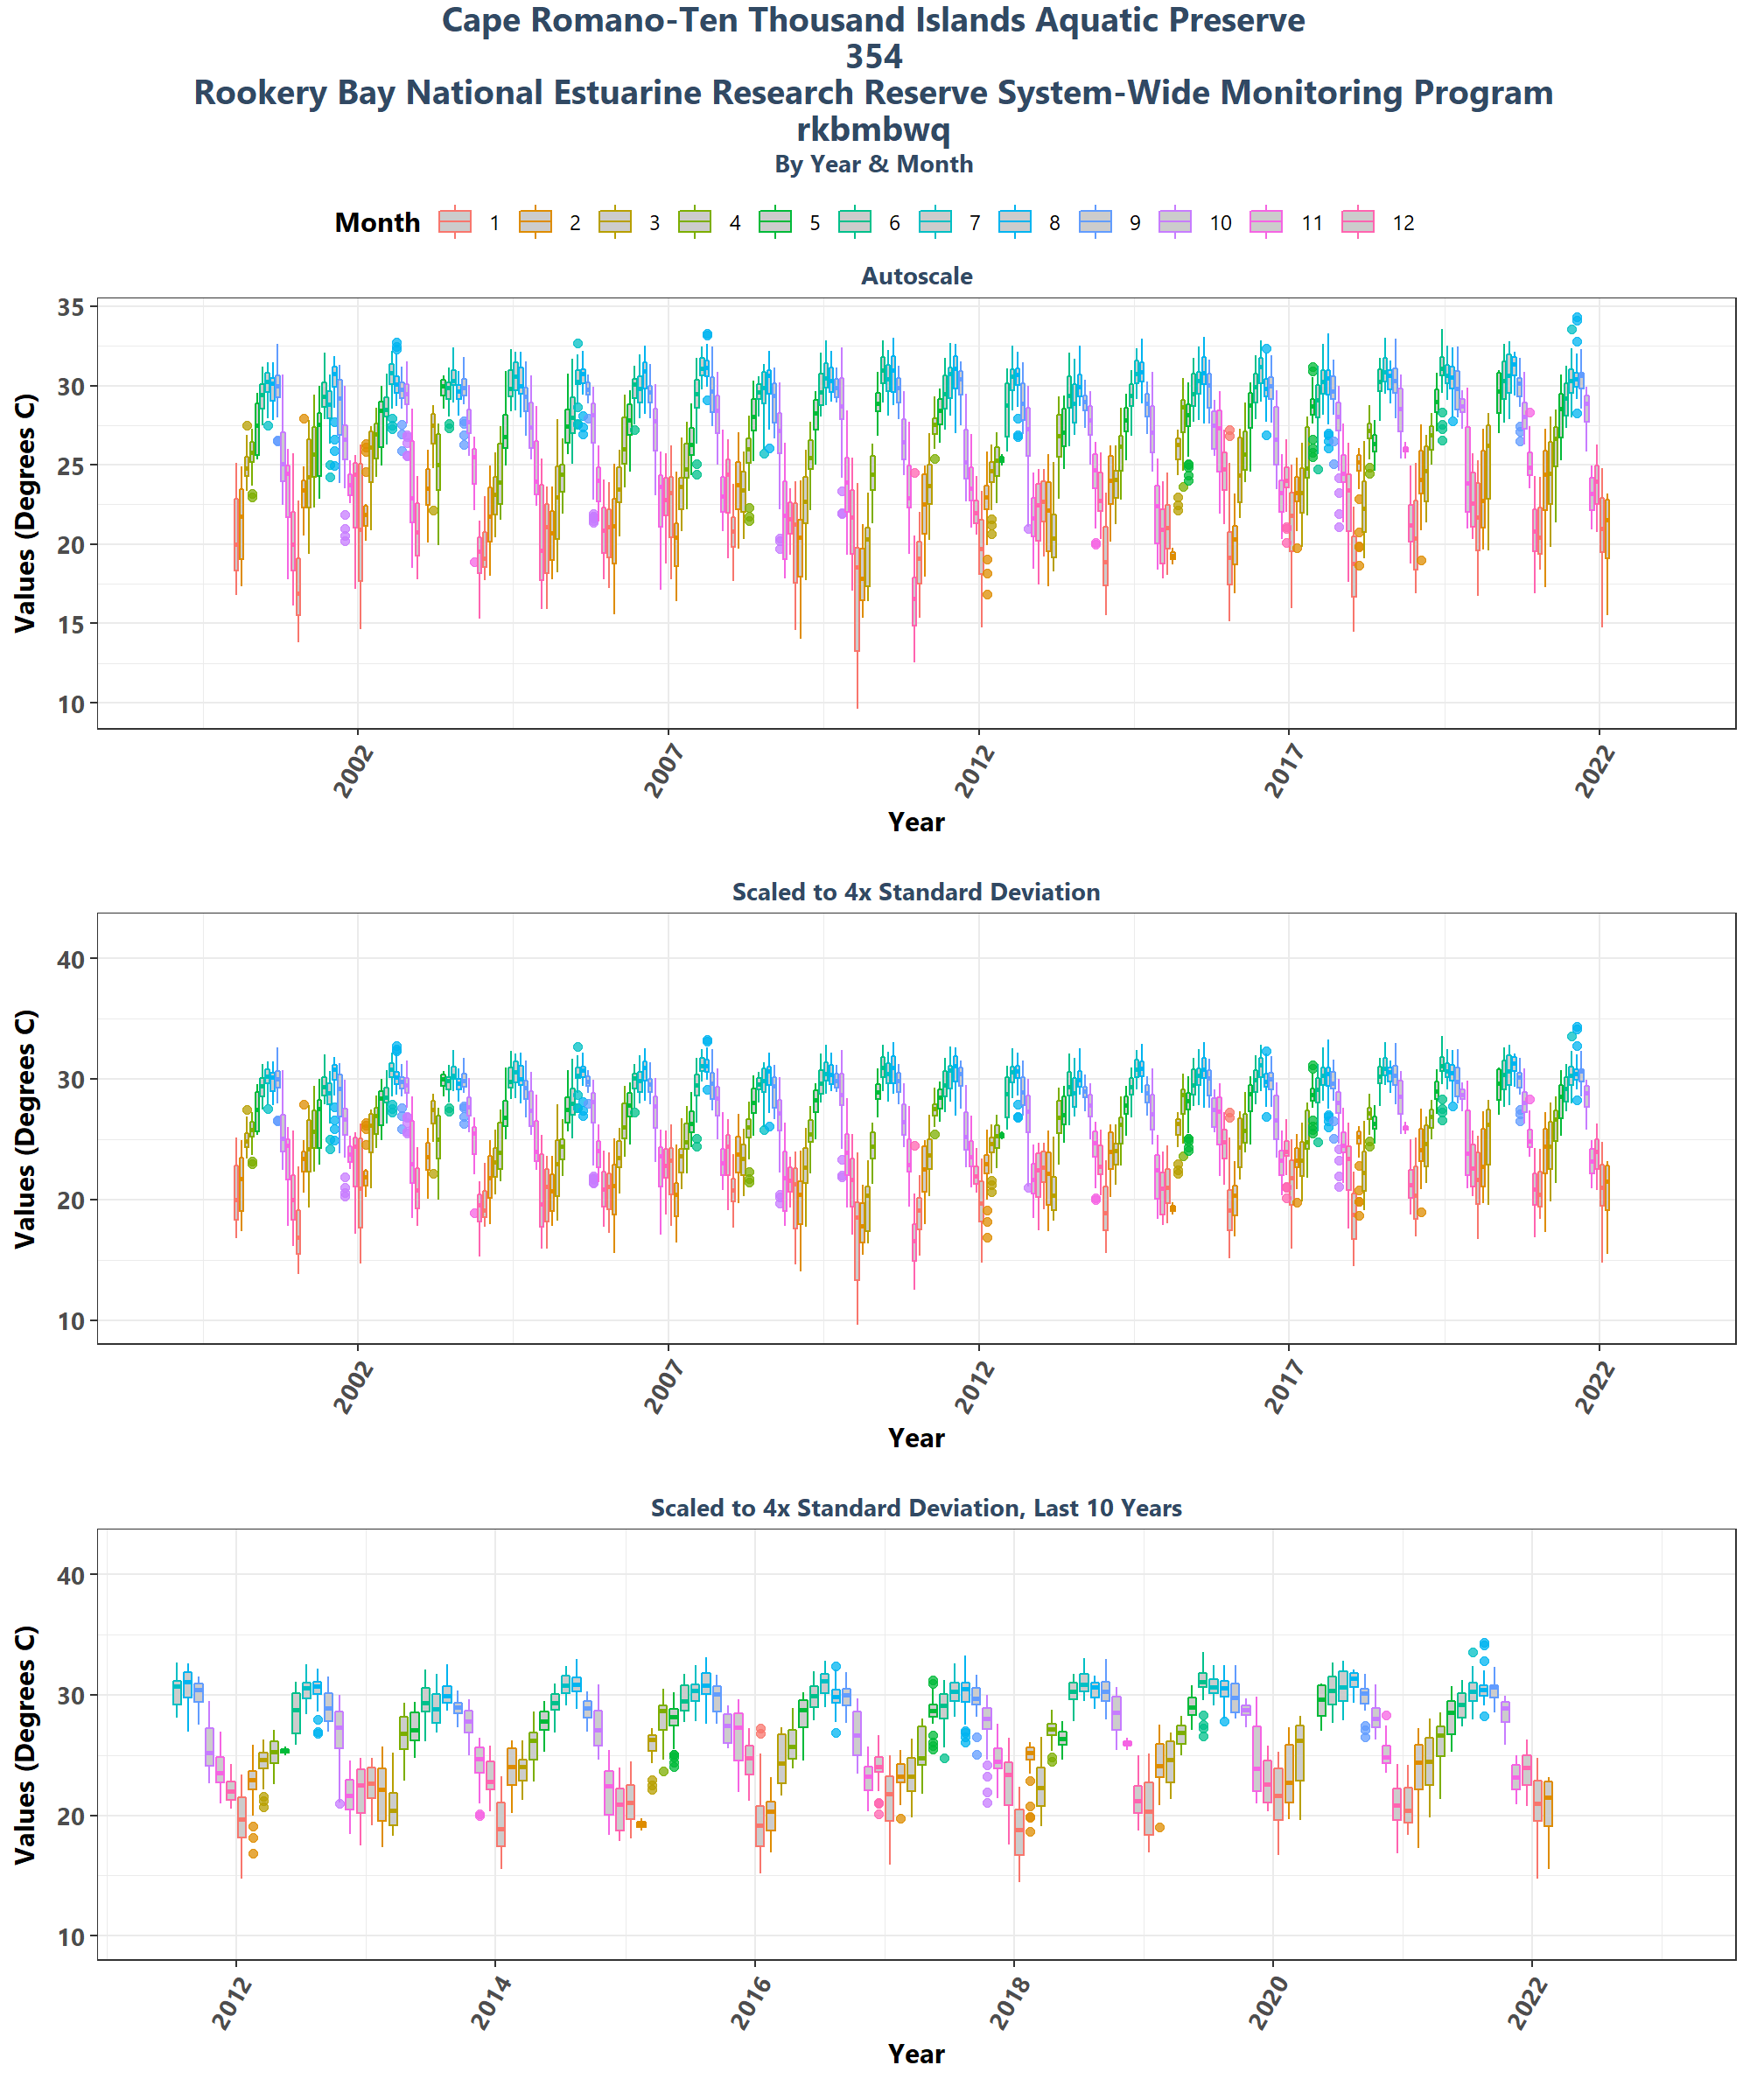 Cape Romano-Ten Thousand Islands Aquatic Preserve
354
Rookery Bay National Estuarine Research Reserve System-Wide Monitoring Program
rkbmbwq
By Year & Month
Month 1 2 3 4 5 6 7 8 9 10 11 12
Autoscale
Values (Degrees C)
35
30
25
20
15
10
2002 2007 2012 2017 2022
Year
Scaled to 4x Standard Deviation
Values (Degrees C)
40
30
20
10
2002 2007 2012 2017 2022
Year
Scaled to 4x Standard Deviation, Last 10 Years
Values (Degrees C)
40
30
20
10
2012 2014 2016 2018 2020 2022
Year